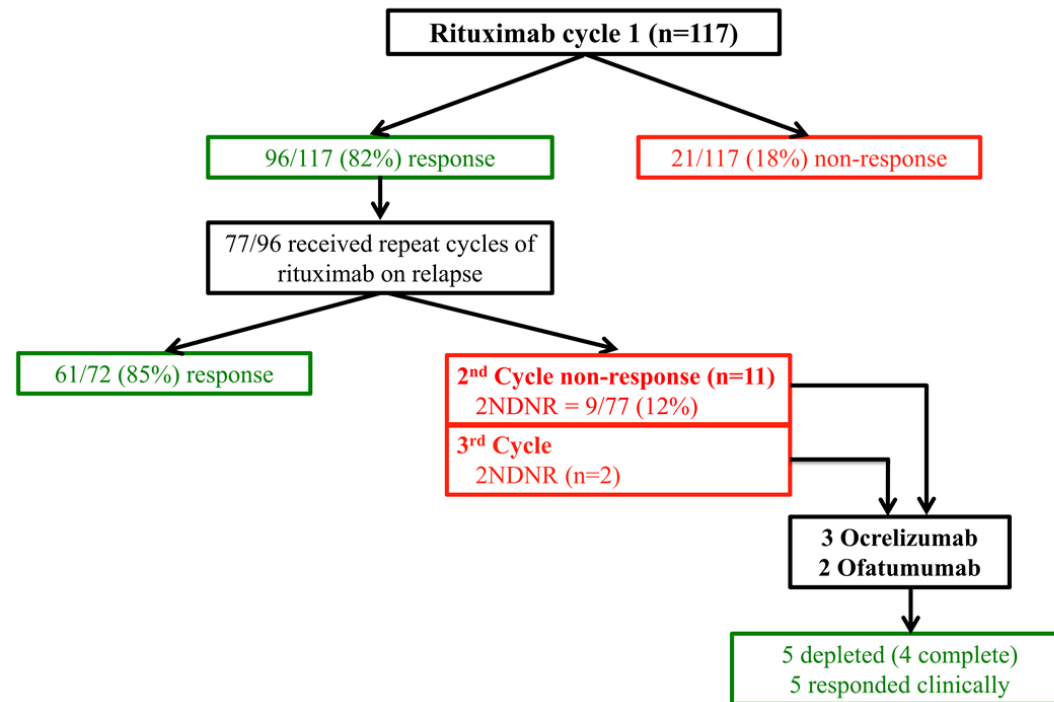 Rituximab cycle 1 (n=117)
96/117 (82%) response
21/117 (18%) non-response
77/96 received repeat cycles of
rituximab on relapse
61/72 (85%) response
2nd Cycle non-response (n=11)
2NDNR = 9/77 (12%)
3rd Cycle
2NDNR (n=2)
3 Ocrelizumab
2 Ofatumumab
5 depleted (4 complete)
5 responded clinically